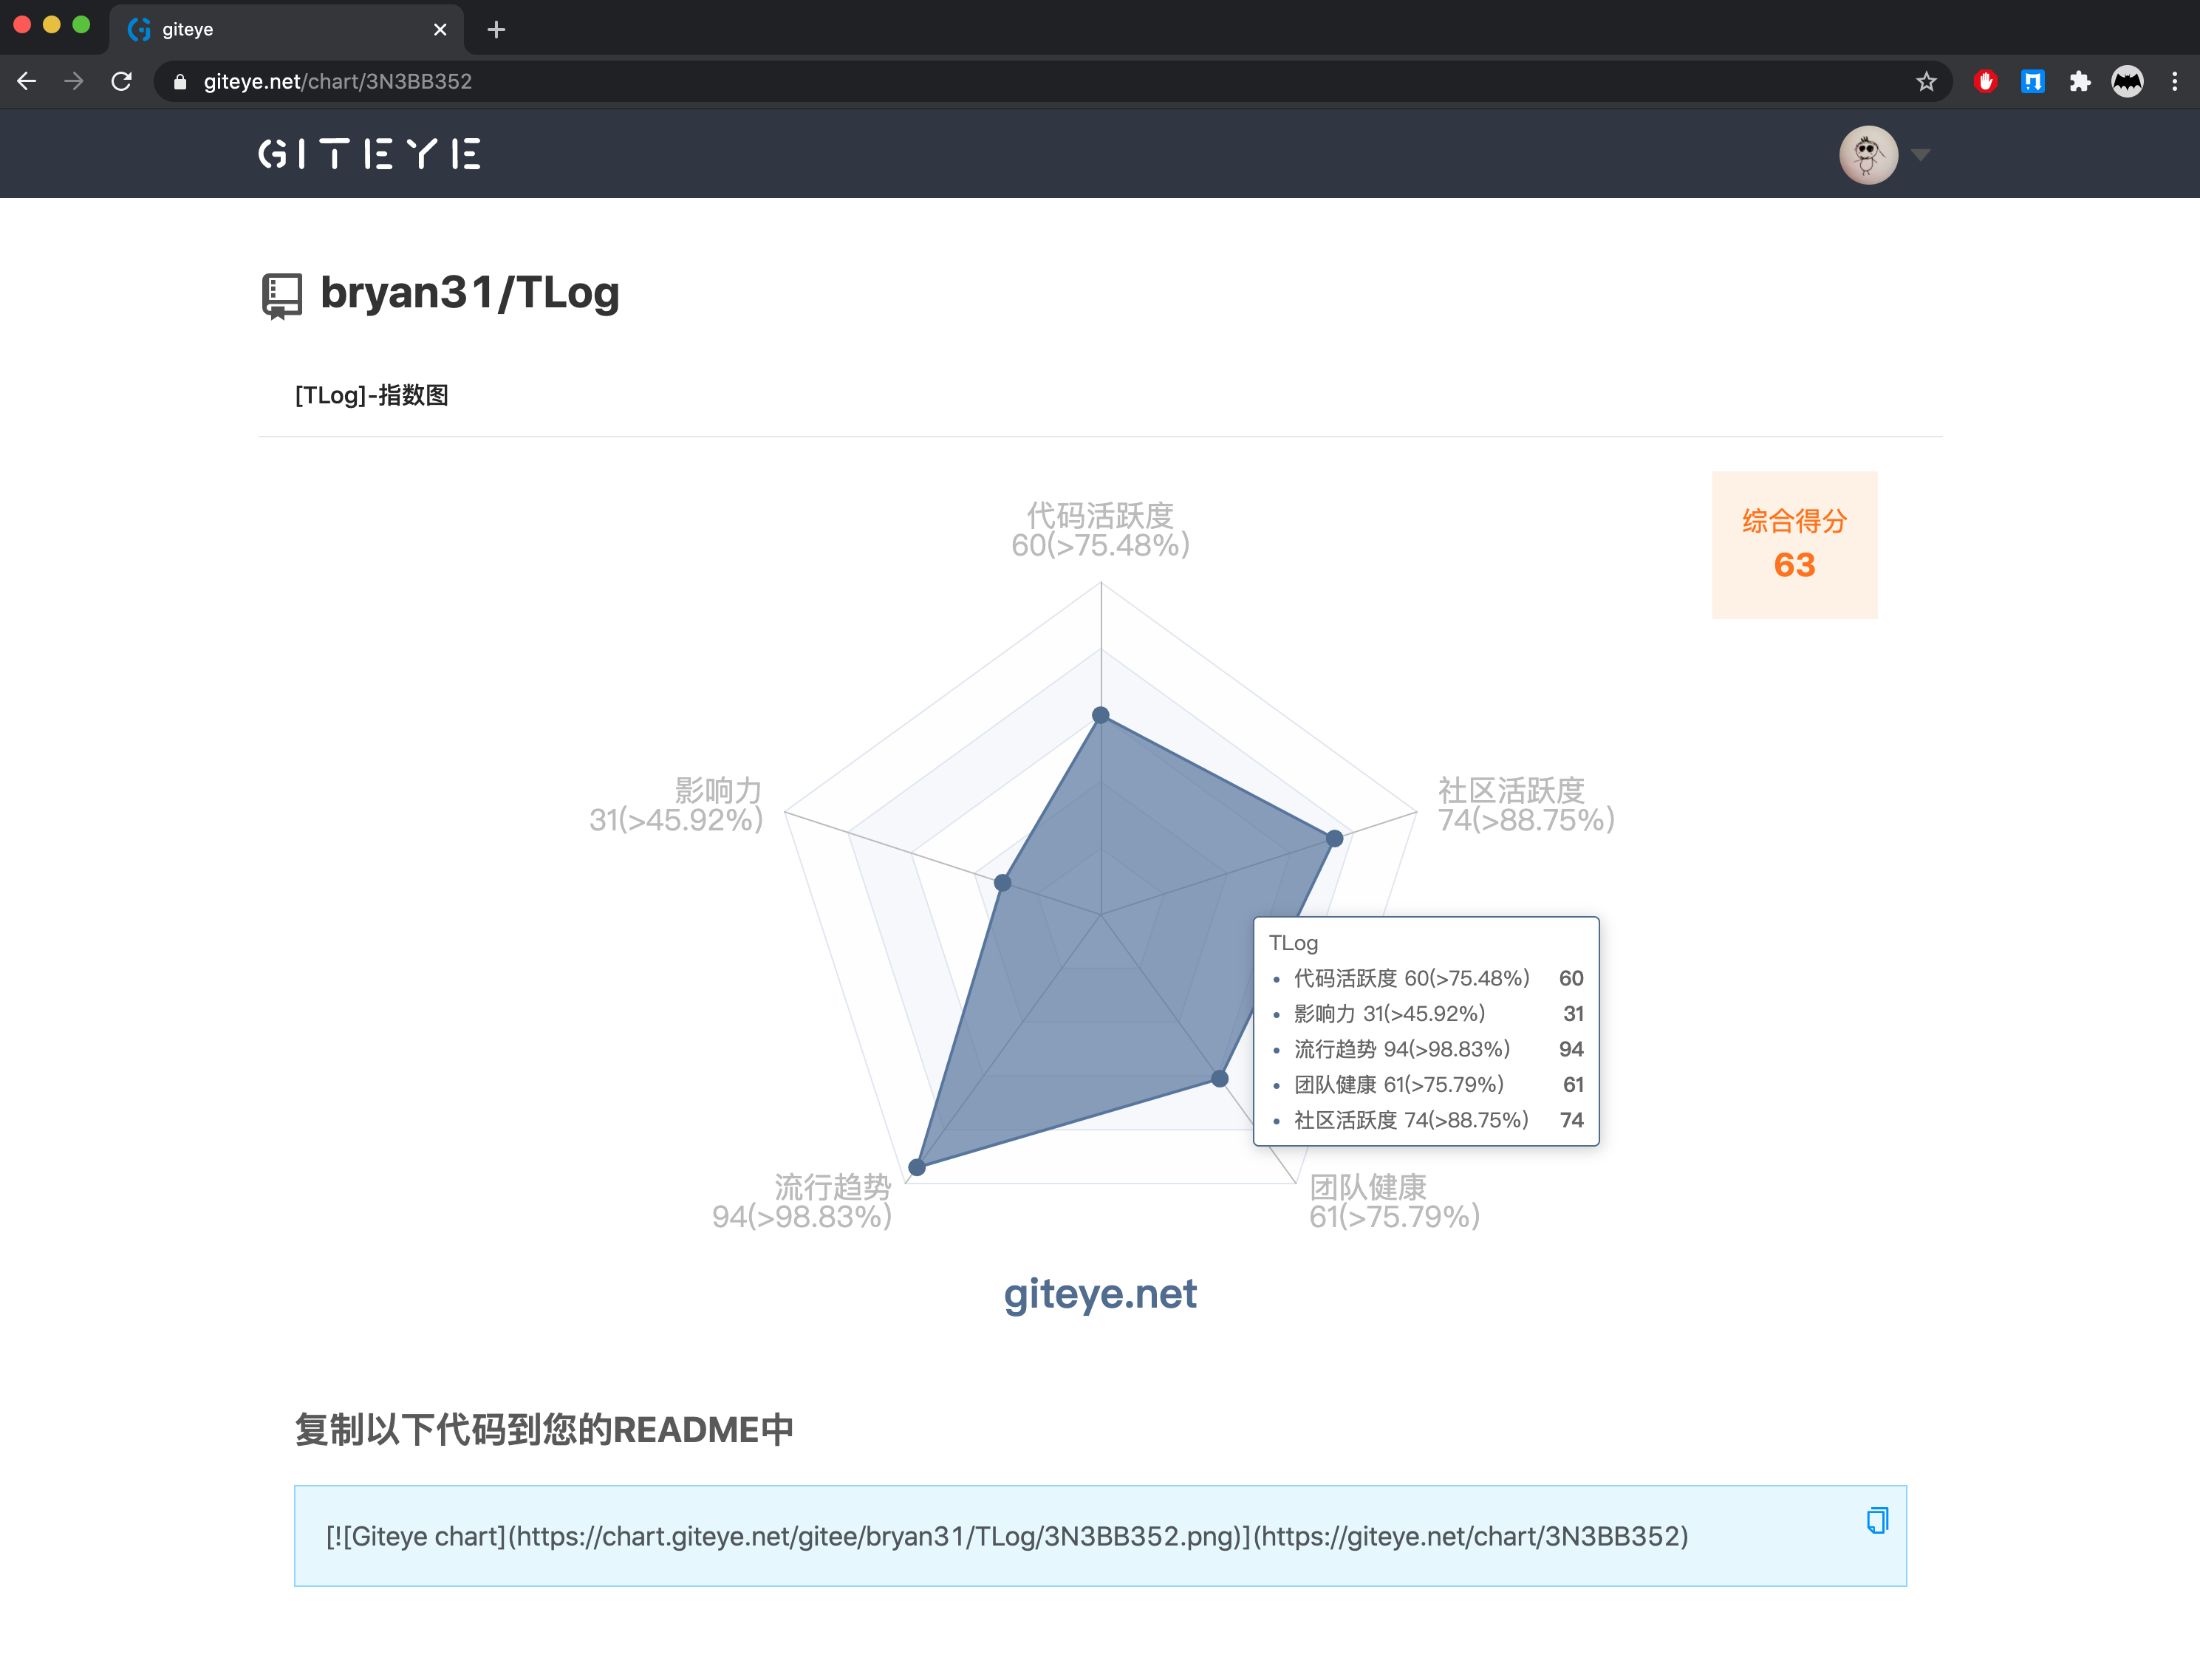 giteye
giteye.net/chart/3N3BB352
GITEYE
bryan31/TLog
[TLog]-指数图
综合得分
63
代码活跃度
60(>75.48%)
影响力
31(>45.92%)
社区活跃度
74(>88.75%)
TLog
代码活跃度 60(>75.48%) 60
影响力 31(>45.92%) 31
流行趋势 94(>98.83%) 94
团队健康 61(>75.79%) 61
社区活跃度 74(>88.75%) 74
流行趋势
94(>98.83%)
团队健康
61(>75.79%)
giteye.net
复制以下代码到您的README中
[![Giteye chart](https://chart.giteye.net/gitee/bryan31/TLog/3N3BB352.png)](https://giteye.net/chart/3N3BB352)